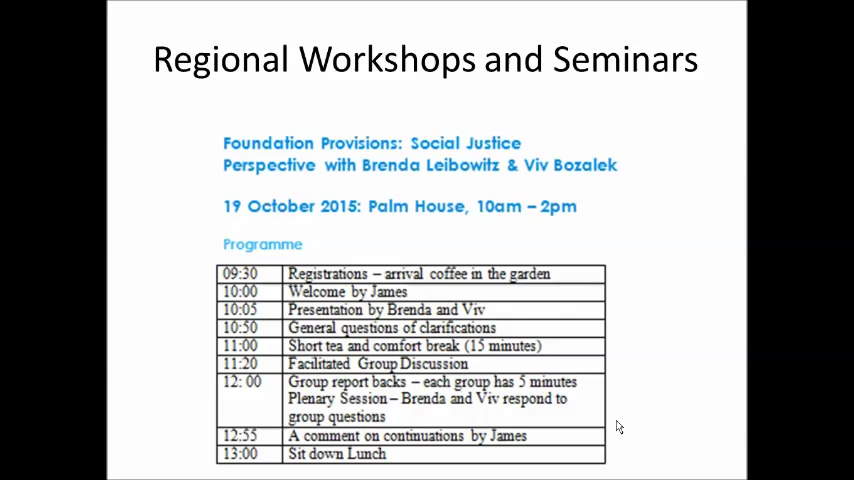 Regional Workshops and Seminars
Foundation Provisions: Social Justice
Perspective with Brenda Leibowitz & Viv Bozalek
19 October 2015: Palm House, 10am – 2pm
Programme
09:30 Registrations – arrival coffee in the garden
10:00 Welcome by James
10:05 Presentation by Brenda and Viv
10:50 General questions of clarifications
11:00 Short tea and comfort break (15 minutes)
11:20 Facilitated Group Discussion
12: 00 Group report backs – each group has 5 minutes
Plenary Session – Brenda and Viv respond to
group questions
12:55 A comment on continuations by James
13:00 Sit down Lunch